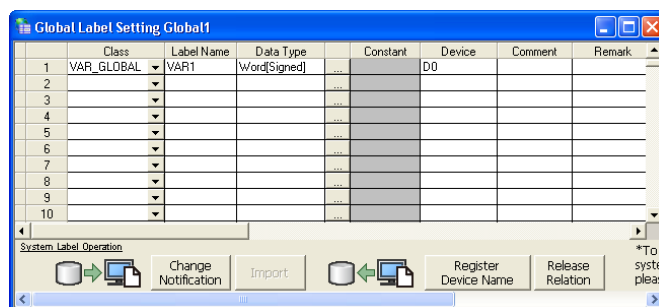 Global Label Setting Global1
Class Label Name Data Type Constant Device Comment Remark
1 VAR_GLOBAL VAR1 Word[Signed] ... D0
2 ...
3 ...
4 ...
5 ...
6 ...
7 ...
8 ...
9 ...
10 ...
System Label Operation
Change Notification
Import
Register Device Name
Release Relation
*To
syste
pleas